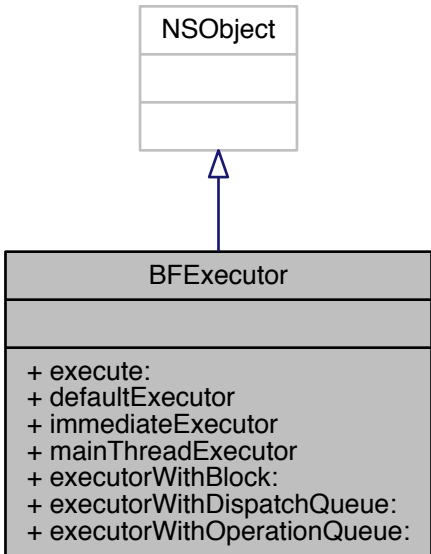 NSObject
BFExecutor
+ execute:
+ defaultExecutor
+ immediateExecutor
+ mainThreadExecutor
+ executorWithBlock:
+ executorWithDispatchQueue:
+ executorWithOperationQueue: